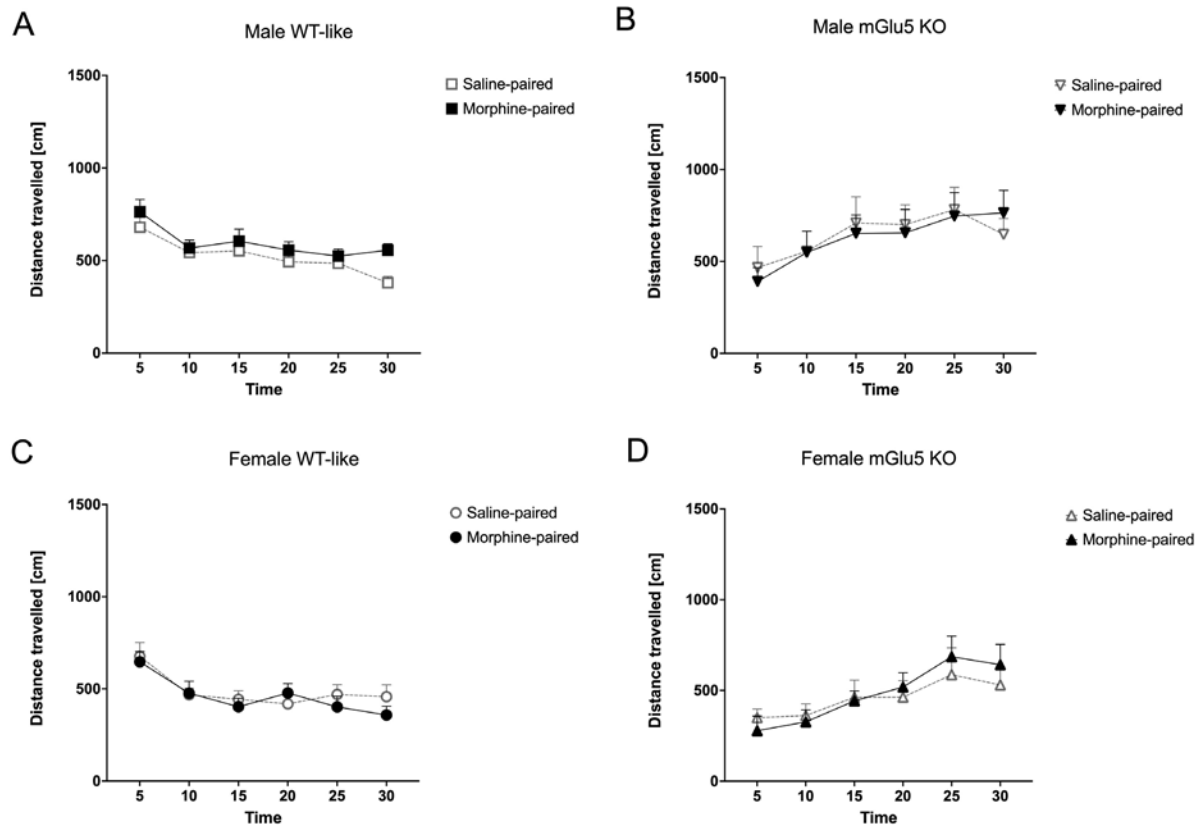 A
Male WT-like
1500
1000
500
0
Distance travelled [cm]
5 10 15 20 25 30
Time
Saline-paired
Morphine-paired
B
Male mGlu5 KO
1500
1000
500
0
Distance travelled [cm]
5 10 15 20 25 30
Time
Saline-paired
Morphine-paired
C
Female WT-like
1500
1000
500
0
Distance travelled [cm]
5 10 15 20 25 30
Time
Saline-paired
Morphine-paired
D
Female mGlu5 KO
1500
1000
500
0
Distance travelled [cm]
5 10 15 20 25 30
Time
Saline-paired
Morphine-paired